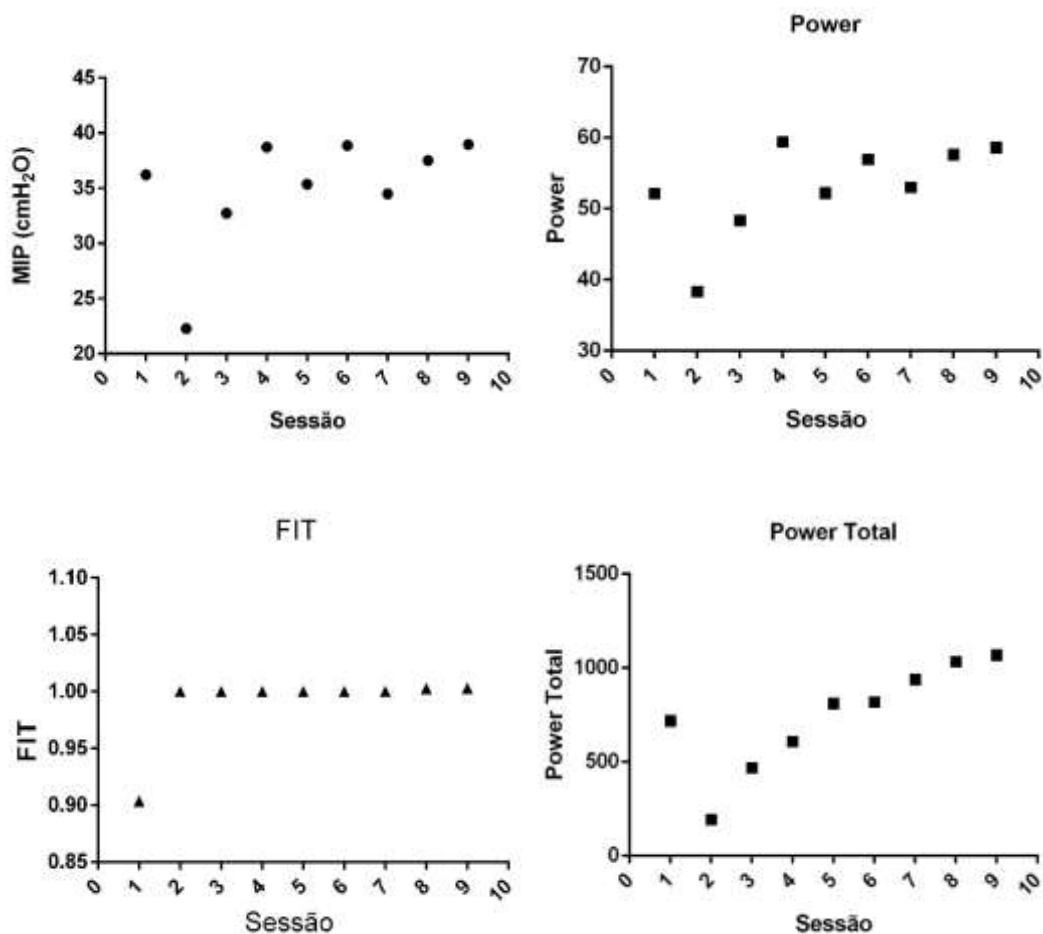 MIP (cmH₂O)
45
40
35
30
25
20
0 1 2 3 4 5 6 7 8 9 10
Sessão
Power
Power
70
60
50
40
30
0 1 2 3 4 5 6 7 8 9 10
Sessão
FIT
FIT
1.10
1.05
1.00
0.95
0.90
0.85
0 1 2 3 4 5 6 7 8 9 10
Sessão
Power Total
Power Total
1500
1000
500
0
0 1 2 3 4 5 6 7 8 9 10
Sessão